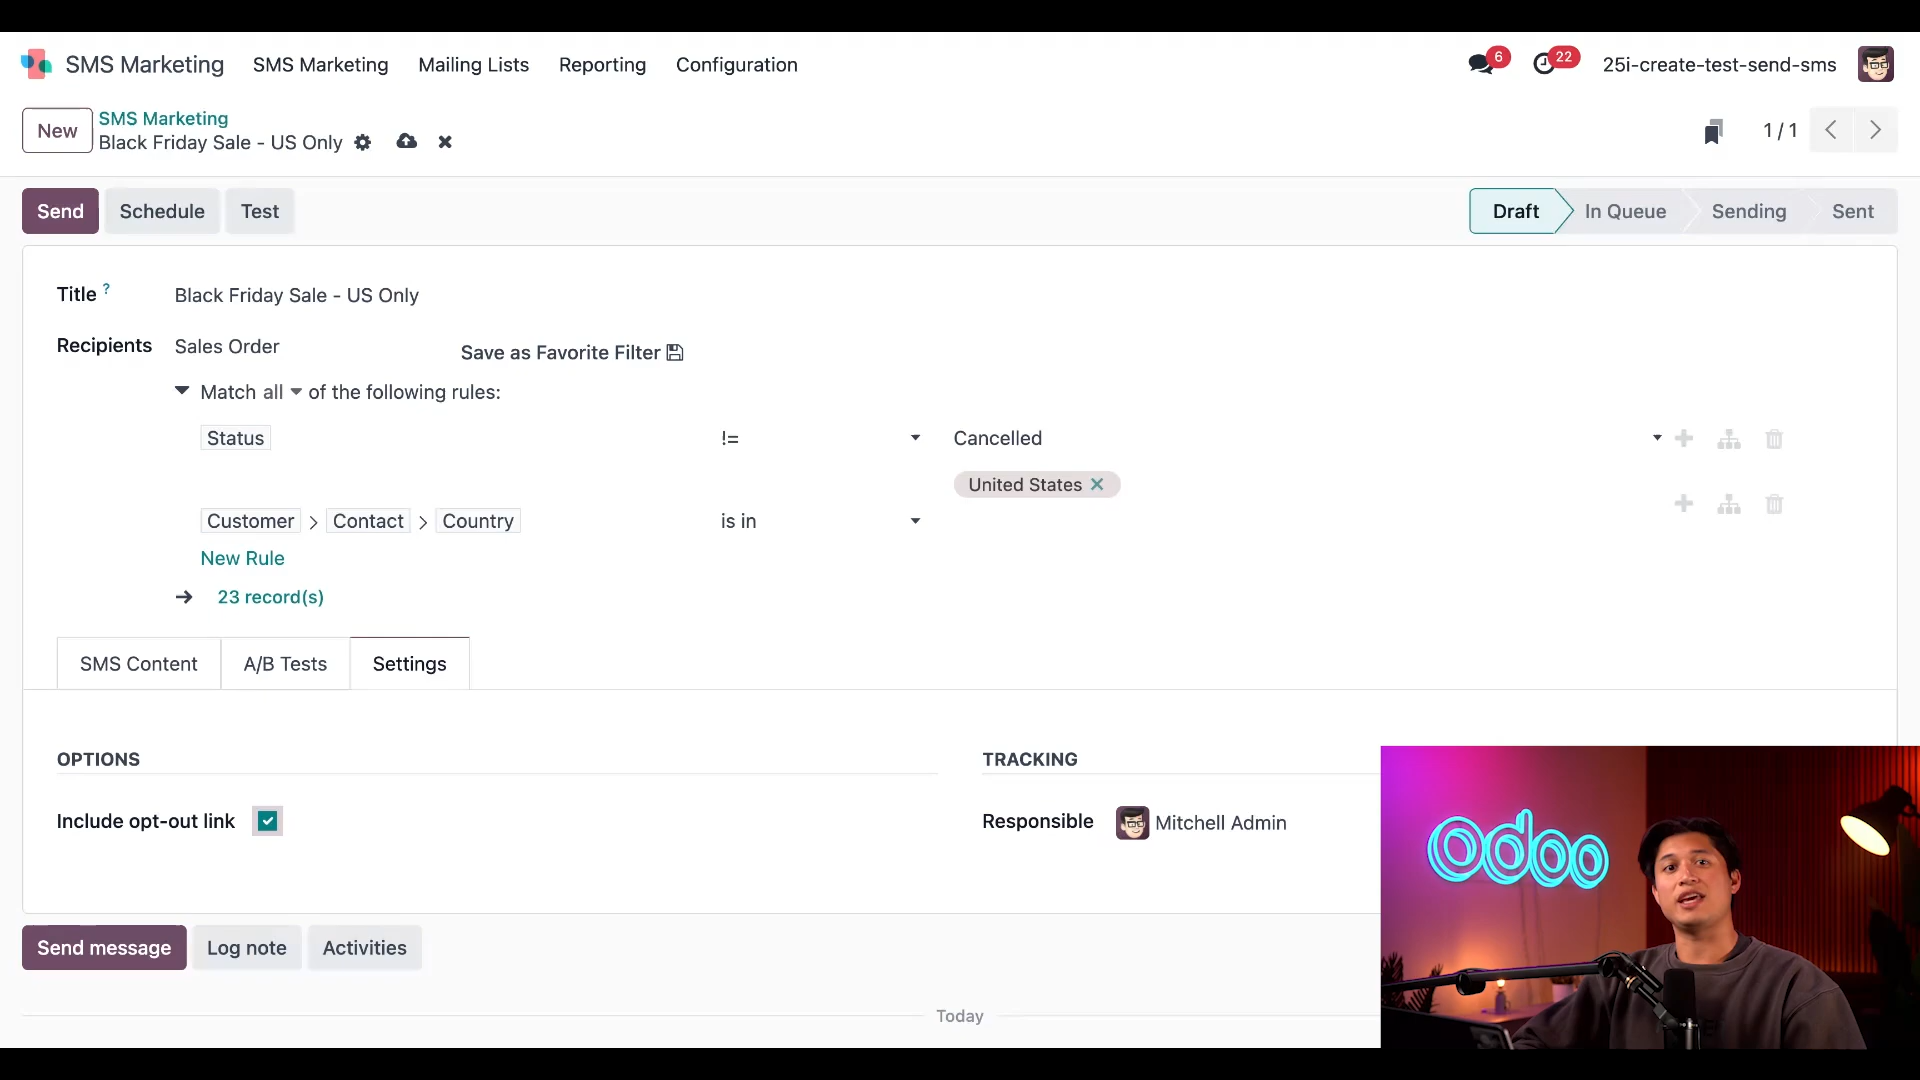 SMS Marketing SMS Marketing Mailing Lists Reporting Configuration 6 22 25i-create-test-send-sms
New SMS Marketing
Black Friday Sale - US Only 1 / 1
Send Schedule Test Draft In Queue Sending Sent
Title ? Black Friday Sale - US Only
Recipients Sales Order Save as Favorite Filter
Match all of the following rules:
Status != Cancelled
United States
Customer > Contact > Country is in
New Rule
23 record(s)
SMS Content A/B Tests Settings
OPTIONS TRACKING
Include opt-out link Responsible Mitchell Admin
odoo
Send message Log note Activities
Today